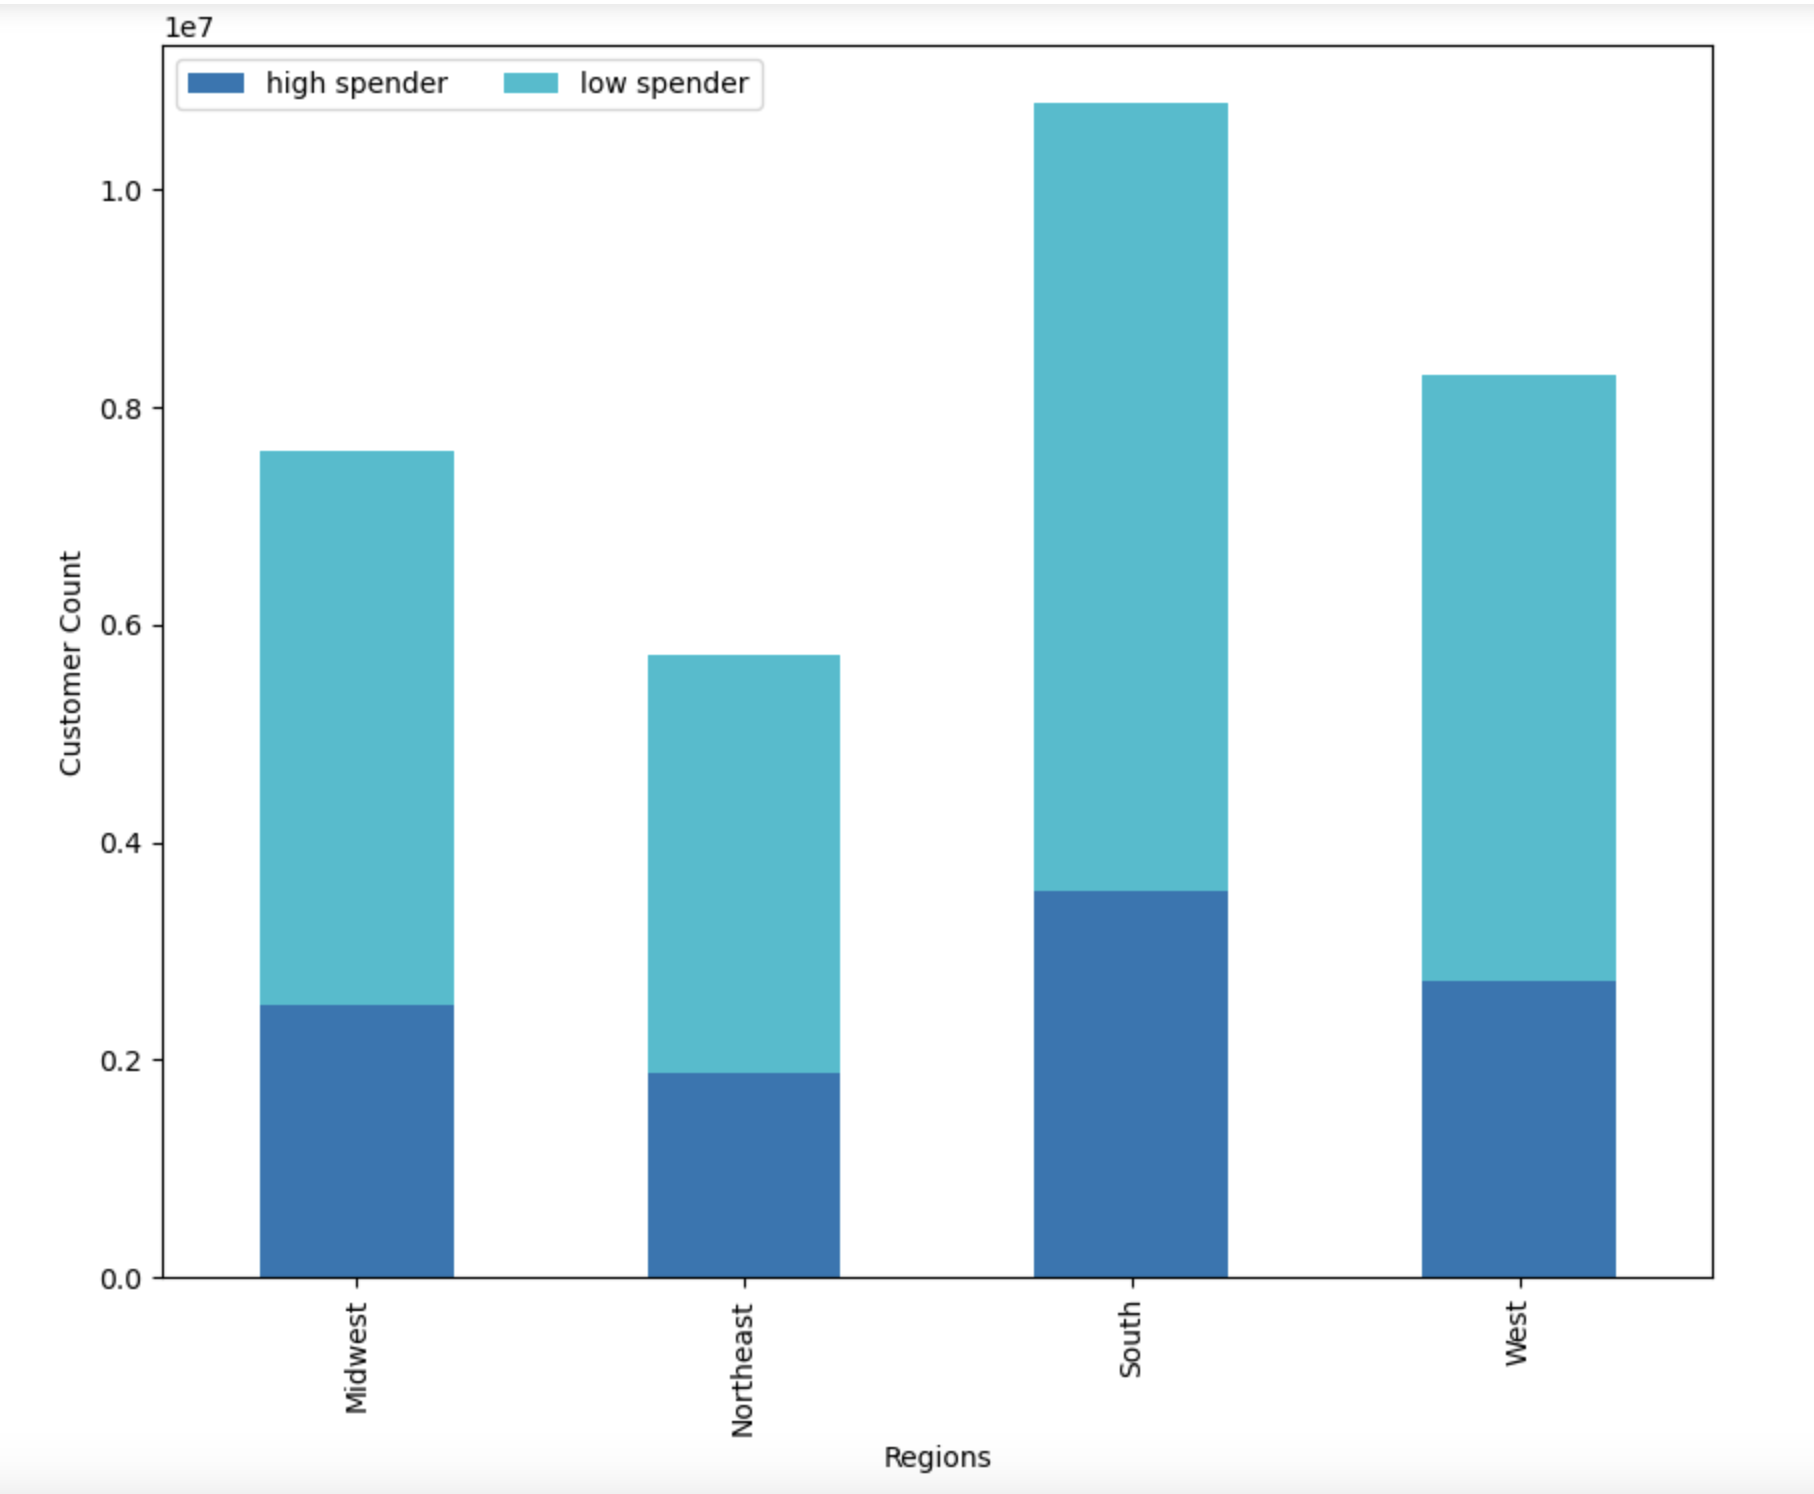 1e7
high spender low spender
1.0
0.8
0.6
0.4
0.2
0.0
Customer Count
Midwest
Northeast
South
West
Regions